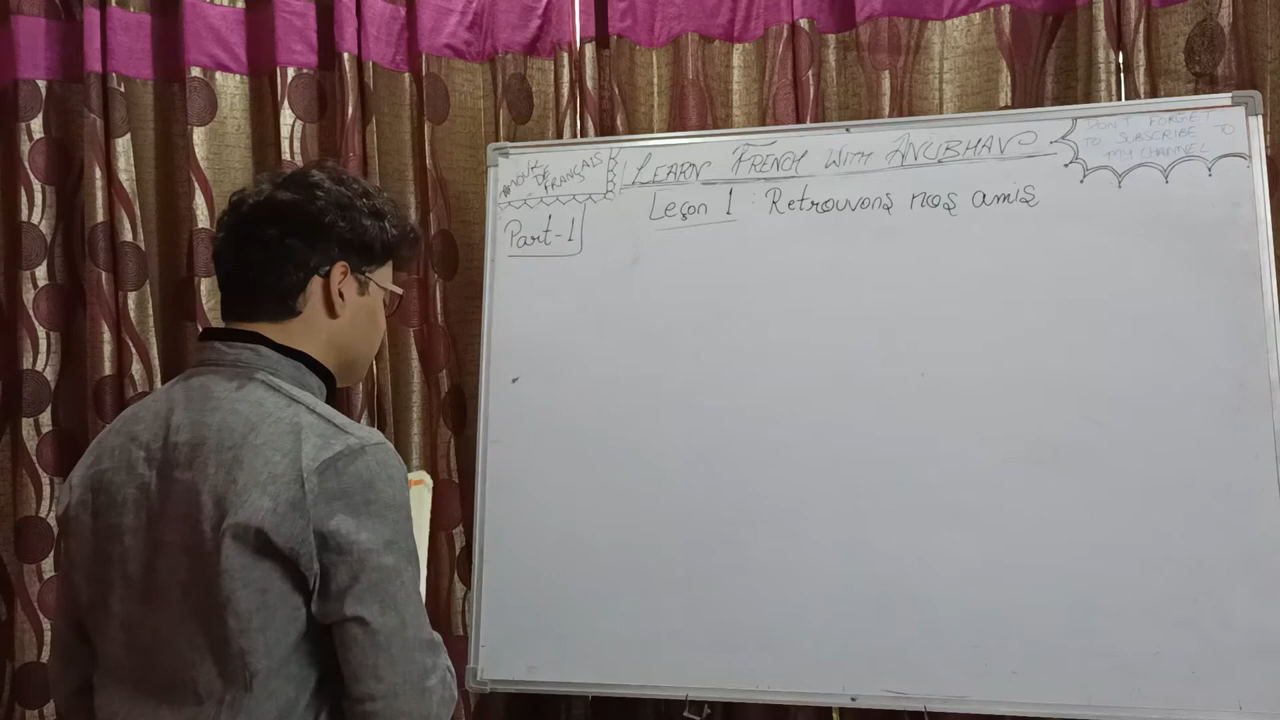 DE
FRANÇAIS
LEARN FRENCH WITH ANUBHAV
DON'T FORGET
TO SUBSCRIBE TO
MY CHANNEL
Part-1
Leçon 1 : Retrouvons nos amis